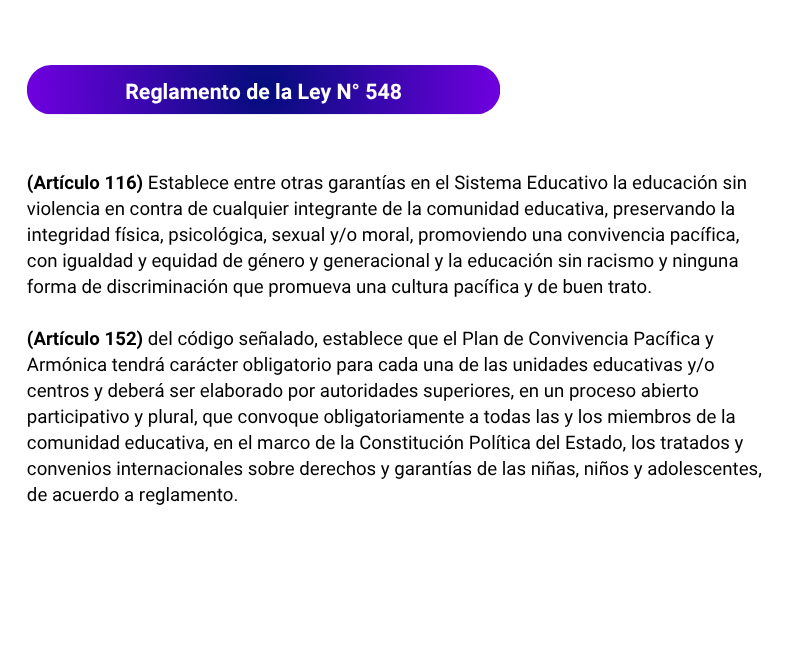 Reglamento de la Ley N° 548
(Artículo 116) Establece entre otras garantías en el Sistema Educativo la educación sin
violencia en contra de cualquier integrante de la comunidad educativa, preservando la
integridad física, psicológica, sexual y/o moral, promoviendo una convivencia pacífica,
con igualdad y equidad de género y generacional y la educación sin racismo y ninguna
forma de discriminación que promueva una cultura pacífica y de buen trato.
(Artículo 152) del código señalado, establece que el Plan de Convivencia Pacífica y
Armónica tendrá carácter obligatorio para cada una de las unidades educativas y/o
centros y deberá ser elaborado por autoridades superiores, en un proceso abierto
participativo y plural, que convoque obligatoriamente a todas las y los miembros de la
comunidad educativa, en el marco de la Constitución Política del Estado, los tratados y
convenios internacionales sobre derechos y garantías de las niñas, niños y adolescentes,
de acuerdo a reglamento.